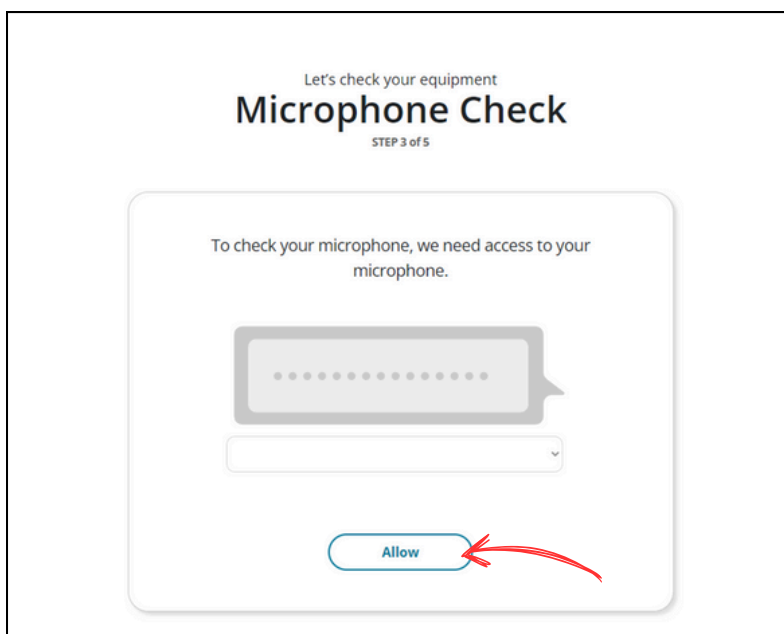 Let's check your equipment
Microphone Check
STEP 3 of 5
To check your microphone, we need access to your
microphone.
Allow